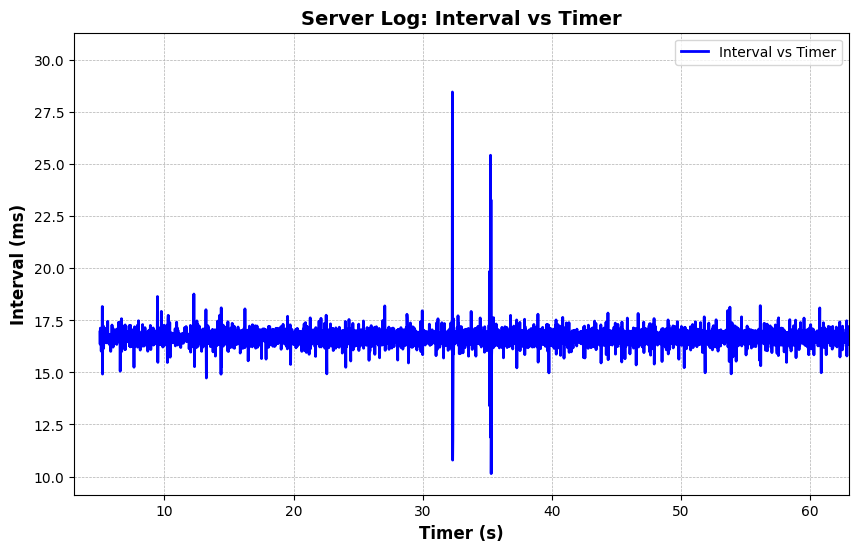 Server Log: Interval vs Timer
Interval vs Timer
30.0
27.5
25.0
22.5
20.0
17.5
15.0
12.5
10.0
Interval (ms)
10 20 30 40 50 60
Timer (s)